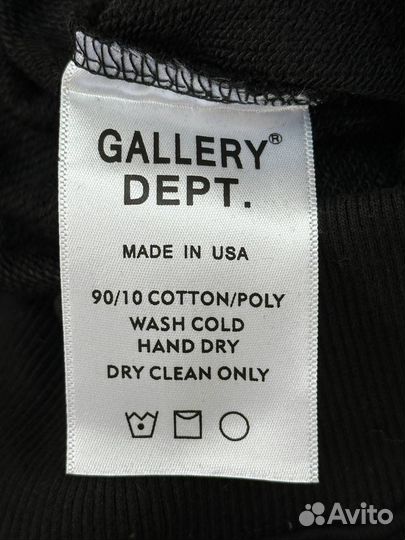 GALLERY®
DEPT.
MADE IN USA
90/10 COTTON/POLY
WASH COLD
HAND DRY
DRY CLEAN ONLY
Avito